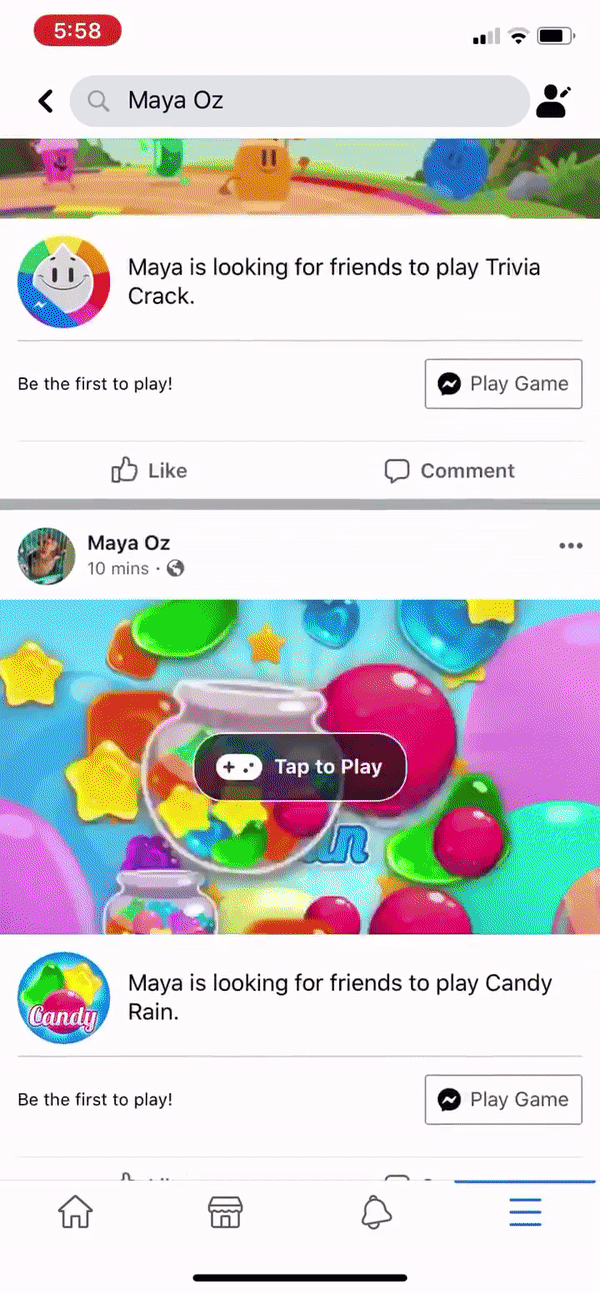 5:58
Maya Oz
Maya is looking for friends to play Trivia
Crack.
Be the first to play!
Play Game
Like
Comment
Maya Oz
10 mins ·
Tap to Play
Candy
Maya is looking for friends to play Candy
Rain.
Be the first to play!
Play Game